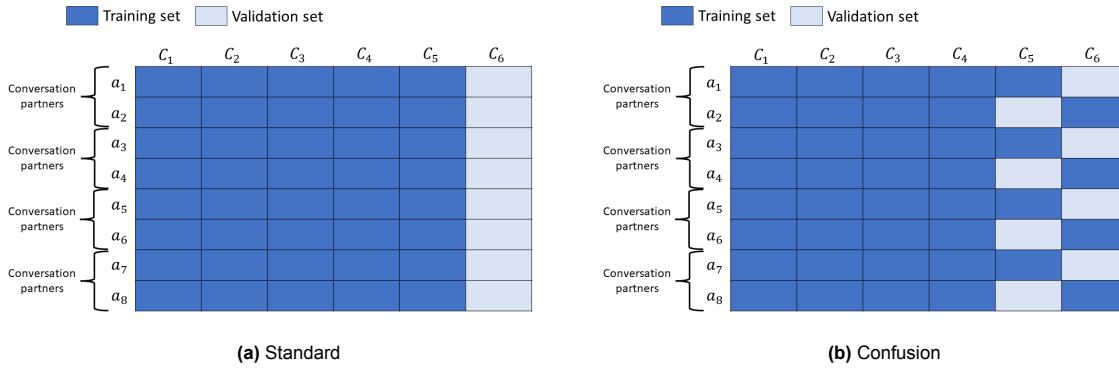 Training set Validation set
C₁ C₂ C₃ C₄ C₅ C₆
Conversation
partners
a₁
a₂
Conversation
partners
a₃
a₄
Conversation
partners
a₅
a₆
Conversation
partners
a₇
a₈
(a) Standard
Training set Validation set
C₁ C₂ C₃ C₄ C₅ C₆
Conversation
partners
a₁
a₂
Conversation
partners
a₃
a₄
Conversation
partners
a₅
a₆
Conversation
partners
a₇
a₈
(b) Confusion